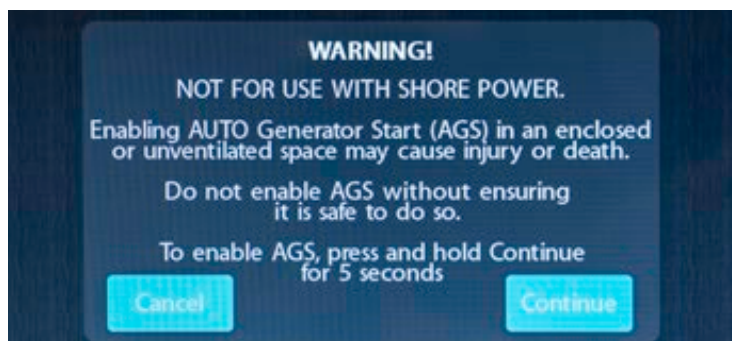 WARNING!
NOT FOR USE WITH SHORE POWER.
Enabling AUTO Generator Start (AGS) in an enclosed
or unventilated space may cause injury or death.
Do not enable AGS without ensuring
it is safe to do so.
To enable AGS, press and hold Continue
for 5 seconds
Cancel
Continue